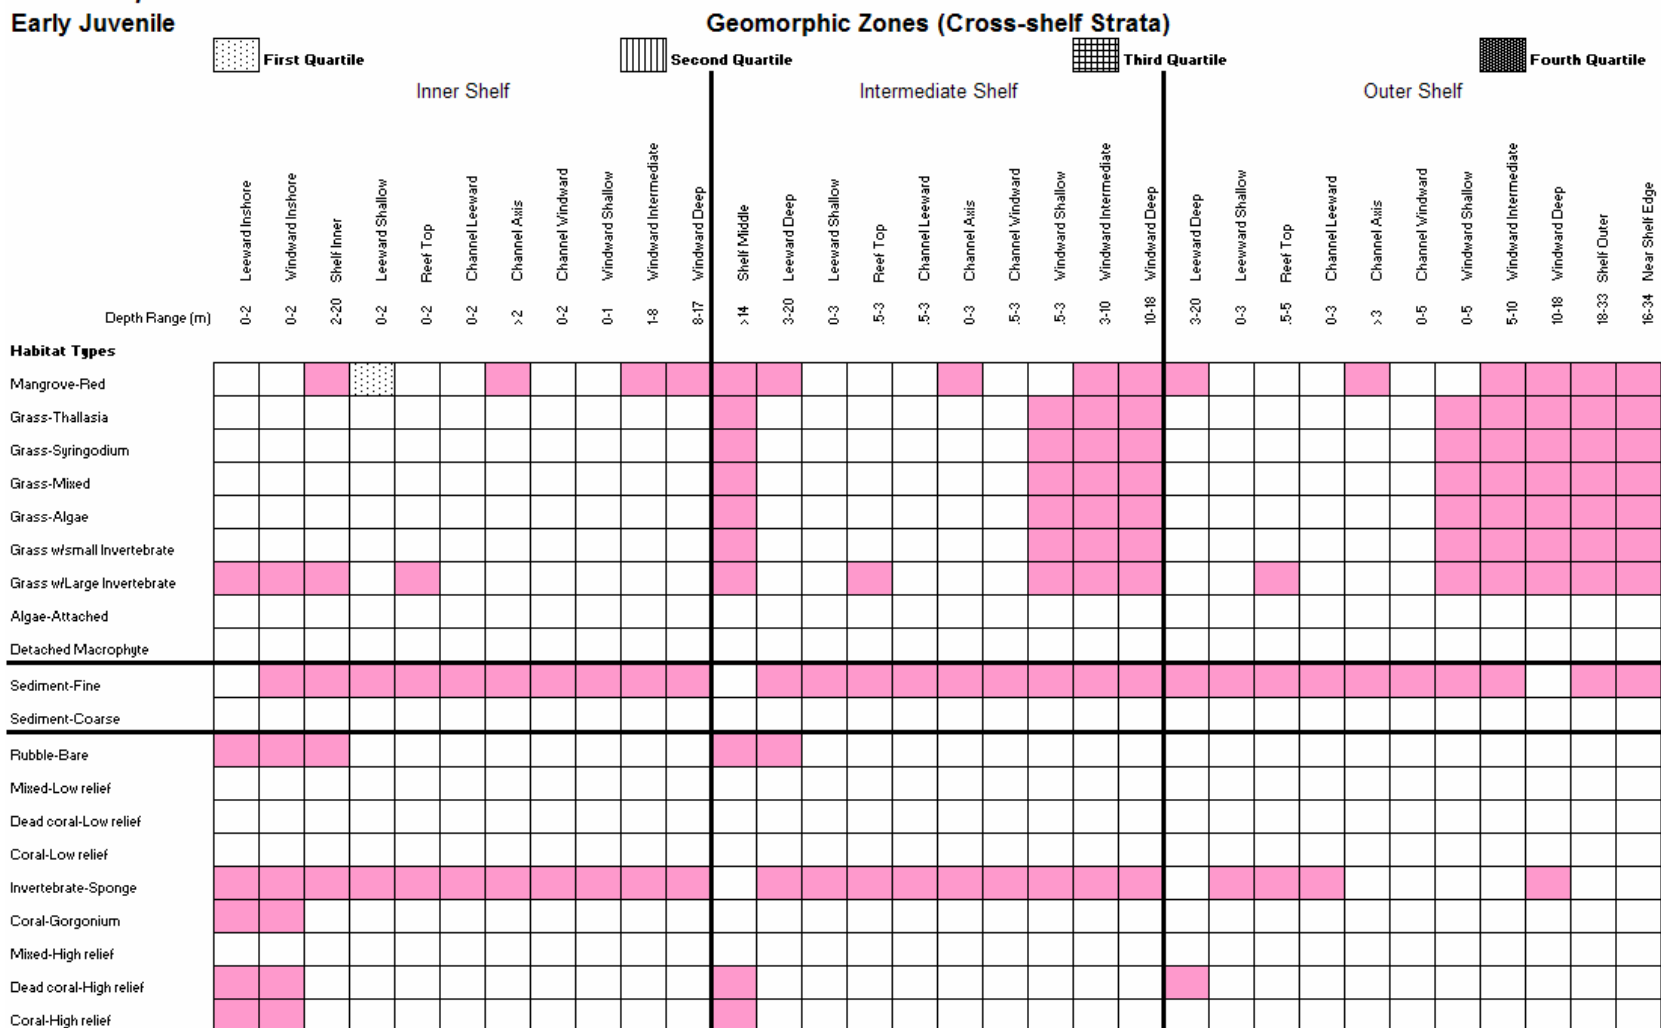 Early Juvenile
Geomorphic Zones (Cross-shelf Strata)
First Quartile
Second Quartile
Third Quartile
Fourth Quartile
Inner Shelf
Intermediate Shelf
Outer Shelf
Leeward Inshore
Windward Inshore
Shelf Inner
Leeward Shallow
Reef Top
Channel Leeward
Channel Axis
Channel Windward
Windward Shallow
Windward Intermediate
Windward Deep
Shelf Middle
Leeward Deep
Leeward Shallow
Reef Top
Channel Leeward
Channel Axis
Channel Windward
Windward Shallow
Windward Intermediate
Windward Deep
Leeward Deep
Leeward Shallow
Reef Top
Channel Leeward
Channel Axis
Channel Windward
Windward Shallow
Windward Intermediate
Windward Deep
Shelf Outer
Near Shelf Edge
Depth Range (m) 0-2 0-2 2-20 0-2 0-2 0-2 >2 0-2 0-1 1-8 8-17 >14 3-20 0-3 .5-3 .5-3 0-3 .5-3 .5-3 3-10 10-18 3-20 0-3 .5-5 0-3 >3 0-5 0-5 5-10 10-18 18-33 16-34
Habitat Types
Mangrove-Red
Grass-Thallasia
Grass-Syringodium
Grass-Mixed
Grass-Algae
Grass w/small Invertebrate
Grass w/Large Invertebrate
Algae-Attached
Detached Macrophyte
Sediment-Fine
Sediment-Coarse
Rubble-Bare
Mixed-Low relief
Dead coral-Low relief
Coral-Low relief
Invertebrate-Sponge
Coral-Gorgonium
Mixed-High relief
Dead coral-High relief
Coral-High relief